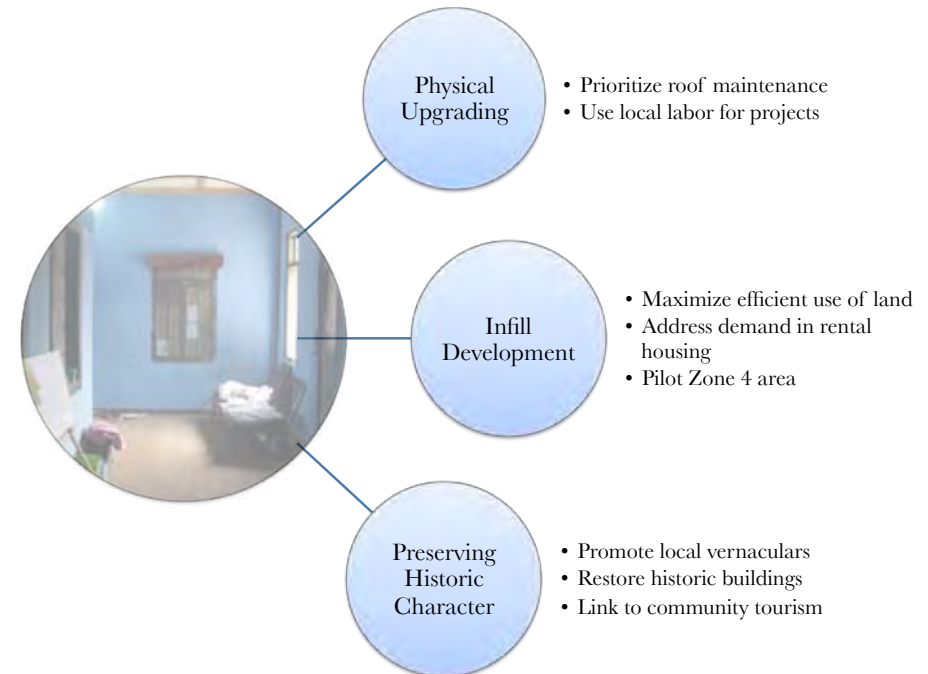 Physical
Upgrading
• Prioritize roof maintenance
• Use local labor for projects
Infill
Development
• Maximize efficient use of land
• Address demand in rental
housing
• Pilot Zone 4 area
Preserving
Historic
Character
• Promote local vernaculars
• Restore historic buildings
• Link to community tourism